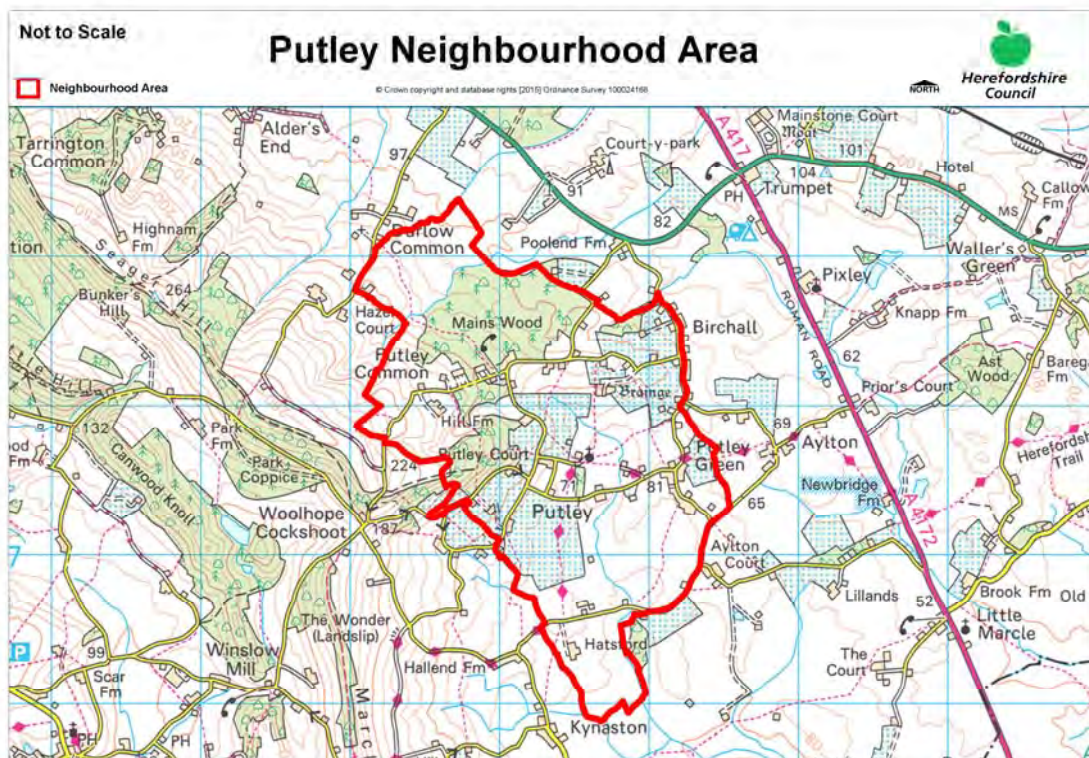 Not to Scale
Putley Neighbourhood Area
Neighbourhood Area
© Crown copyright and database rights [2015] Ordnance Survey 100024168
NORTH
Herefordshire
Council
Tarrington
Common
Alder's
End
97
Court-y-park
91
A 417
Mainstone Court
Moat
101
104
Trumpet
PH
Hotel
Callow
Fm
MS
82
Highnam
Fm
Durlow
Common
Poolend Fm
Waller's
Green
Seager Hill
Bunker's
Hill
264
Hazel
Court
Mains Wood
Birchall
Pixley
Knapp Fm
ROMAN ROAD
62
Putley
Common
Brainge
Prior's Court
Ast
Wood
Barega
Fm
132
Park
Fm
Hill Fm
69
Aylton
Canwood Knoll
Park
Coppice
224
Putley Court
Putley
Green
Herefordshire
Trail
71
81
65
Newbridge
Fm
Woolhope
Cockshoot
187
Putley
A 4172
Aylton
Court
Lillands
52
Brook Fm
Old
Little
Marcle
The Wonder
(Landslip)
Winslow
Mill
Hatsford
The
Court
P
99
Scar
Fm
Hallend Fm
Kynaston
PH
PH